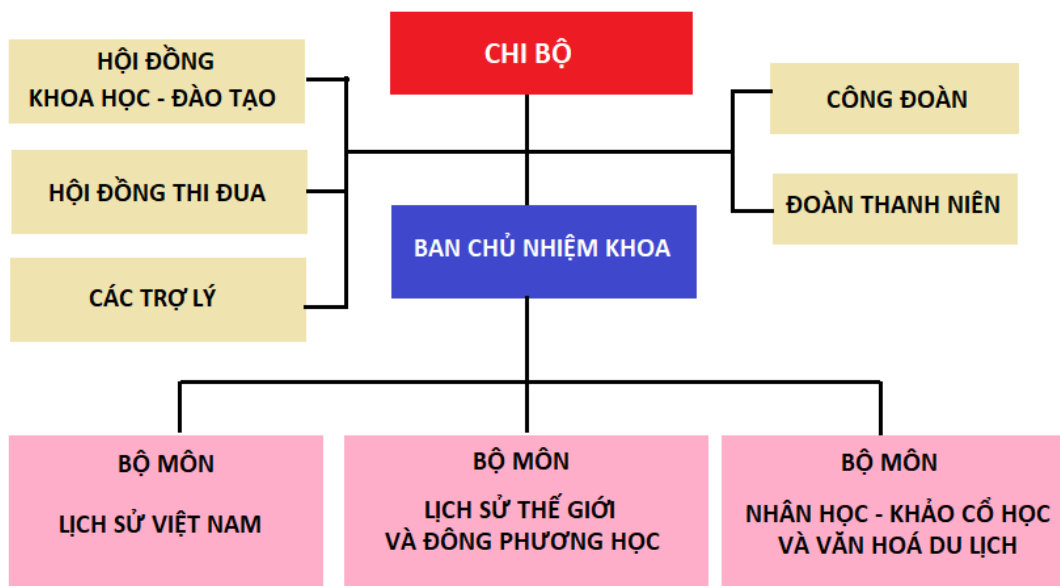 CHI BỘ
HỘI ĐỒNG
KHOA HỌC - ĐÀO TẠO
HỘI ĐỒNG THI ĐUA
CÁC TRỢ LÝ
CÔNG ĐOÀN
ĐOÀN THANH NIÊN
BAN CHỦ NHIỆM KHOA
BỘ MÔN
LỊCH SỬ VIỆT NAM
BỘ MÔN
LỊCH SỬ THẾ GIỚI
VÀ ĐÔNG PHƯƠNG HỌC
BỘ MÔN
NHÂN HỌC - KHẢO CỔ HỌC
VÀ VĂN HOÁ DU LỊCH